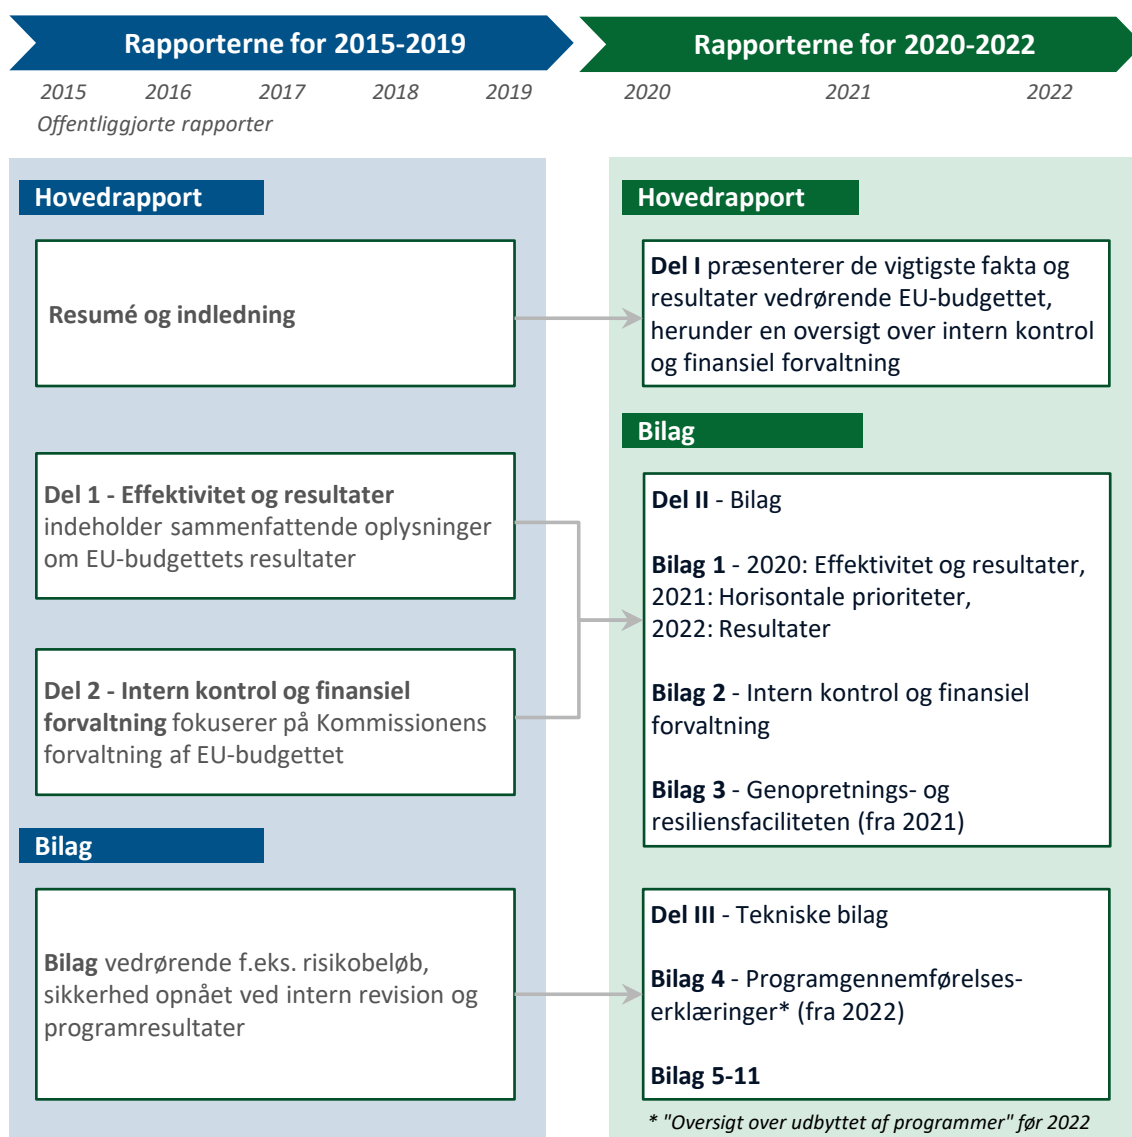 Rapporterne for 2015-2019
2015 2016 2017 2018 2019
Offentliggjorte rapporter
Hovedrapport
Resumé og indledning
Del 1 - Effektivitet og resultater
indeholder sammenfattende oplysninger
om EU-budgettets resultater
Del 2 - Intern kontrol og finansiel
forvaltning fokuserer på Kommissionens
forvaltning af EU-budgettet
Bilag
Bilag vedrørende f.eks. risikobeløb,
sikkerhed opnået ved intern revision og
programresultater
Rapporterne for 2020-2022
2020 2021 2022
Hovedrapport
Del I præsenterer de vigtigste fakta og
resultater vedrørende EU-budgettet,
herunder en oversigt over intern kontrol
og finansiel forvaltning
Bilag
Del II - Bilag
Bilag 1 - 2020: Effektivitet og resultater,
2021: Horisontale prioriteter,
2022: Resultater
Bilag 2 - Intern kontrol og finansiel
forvaltning
Bilag 3 - Genopretnings- og
resiliensfaciliteten (fra 2021)
Del III - Tekniske bilag
Bilag 4 - Programgennemførelses-
erklæringer* (fra 2022)
Bilag 5-11
* "Oversigt over udbyttet af programmer" før 2022